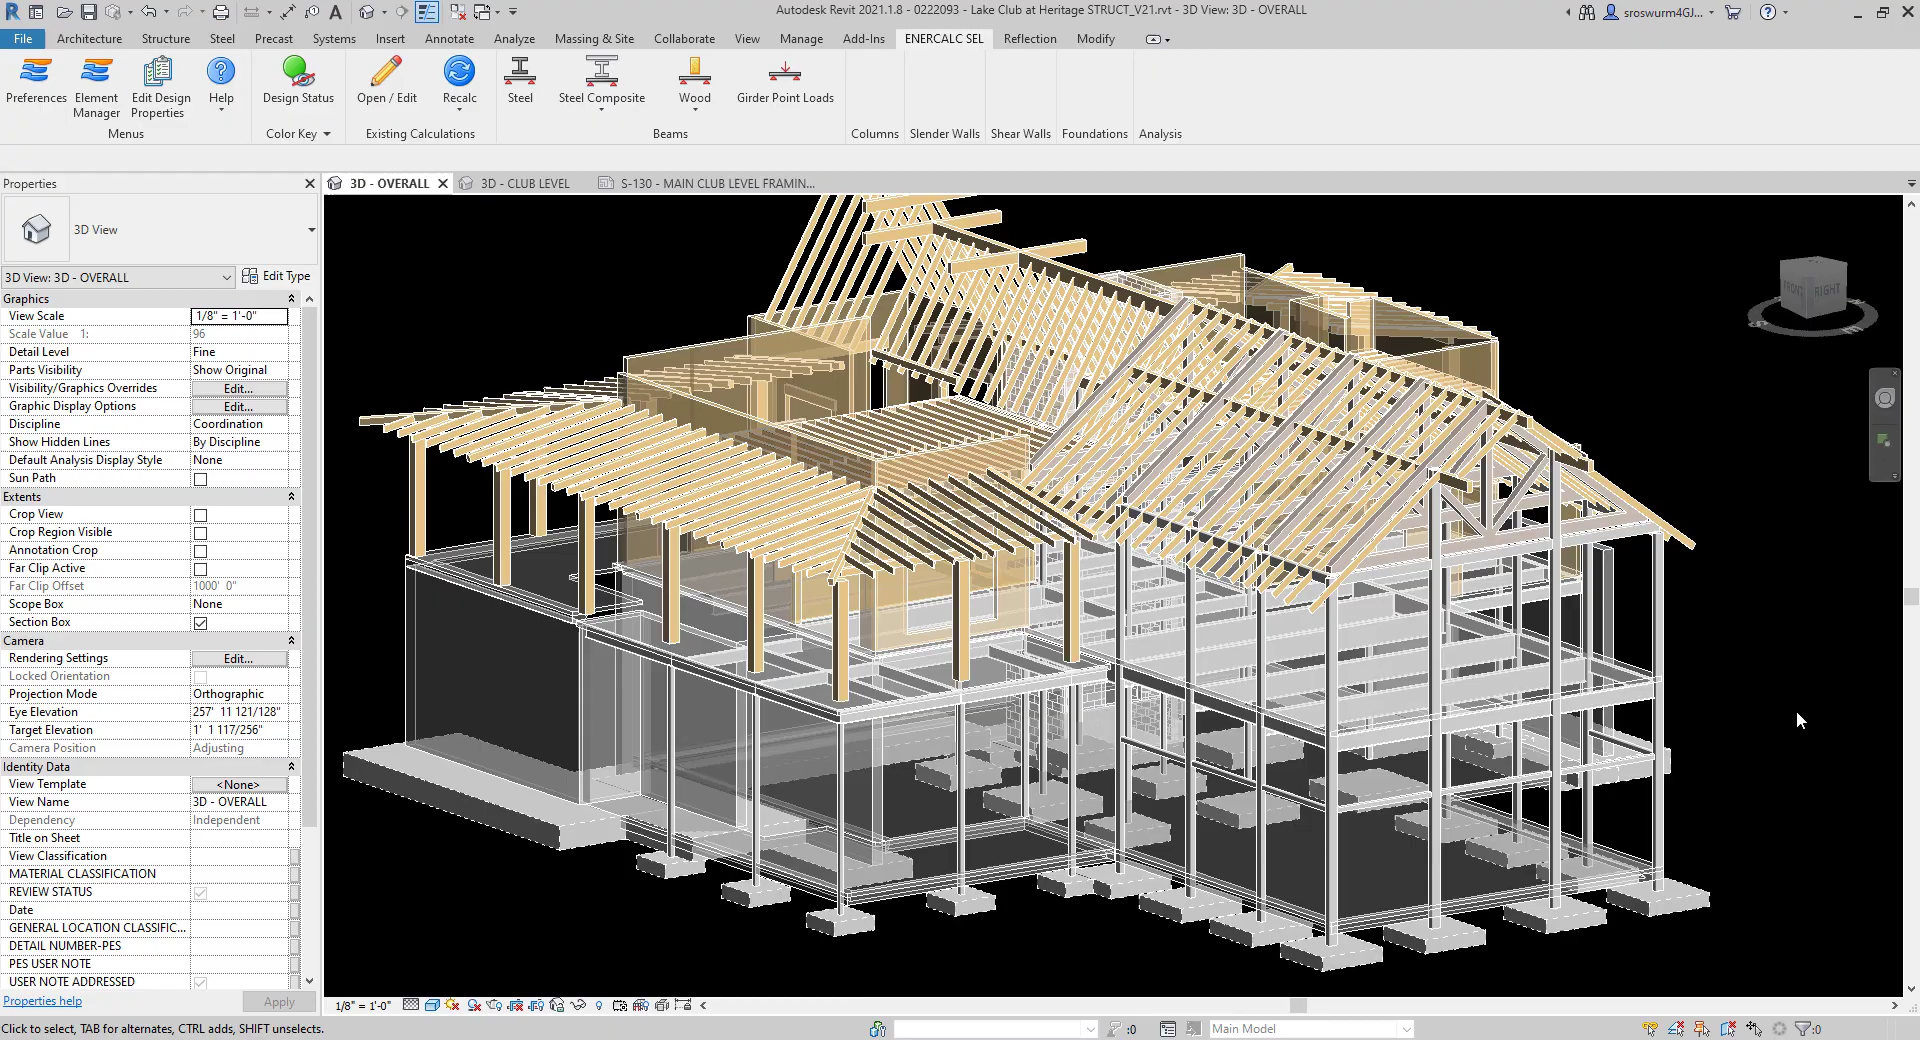 Autodesk Revit 2021.1.8 - 0222093 - Lake Club at Heritage STRUCT_V21.rvt - 3D View: 3D - OVERALL
sroswurm4GJ...
File Architecture Structure Steel Precast Systems Insert Annotate Analyze Massing & Site Collaborate View Manage Add-Ins ENERCALC SEL Reflection Modify
Preferences Element Manager Edit Design Properties Help Design Status Open / Edit Recalc Steel Steel Composite Wood Girder Point Loads
Menus Color Key Existing Calculations Beams Columns Slender Walls Shear Walls Foundations Analysis
Properties
3D - OVERALL 3D - CLUB LEVEL S-130 - MAIN CLUB LEVEL FRAMIN...
3D View
3D View: 3D - OVERALL Edit Type
Graphics
View Scale 1/8" = 1'-0"
Scale Value 1: 96
Detail Level Fine
Parts Visibility Show Original
Visibility/Graphics Overrides Edit...
Graphic Display Options Edit...
Discipline Coordination
Show Hidden Lines By Discipline
Default Analysis Display Style None
Sun Path
Extents
Crop View
Crop Region Visible
Annotation Crop
Far Clip Active
Far Clip Offset 1000' 0"
Scope Box None
Section Box
Camera
Rendering Settings Edit...
Locked Orientation
Projection Mode Orthographic
Eye Elevation 257' 11 121/128"
Target Elevation 1' 1 117/256"
Camera Position Adjusting
Identity Data
View Template <None>
View Name 3D - OVERALL
Dependency Independent
Title on Sheet
View Classification
MATERIAL CLASSIFICATION
REVIEW STATUS
Date
GENERAL LOCATION CLASSIFIC...
DETAIL NUMBER-PES
PES USER NOTE
USER NOTE ADDRESSED
Properties help Apply
FRONT RIGHT
1/8" = 1'-0"
Click to select, TAB for alternates, CTRL adds, SHIFT unselects.
:0
Main Model
:0